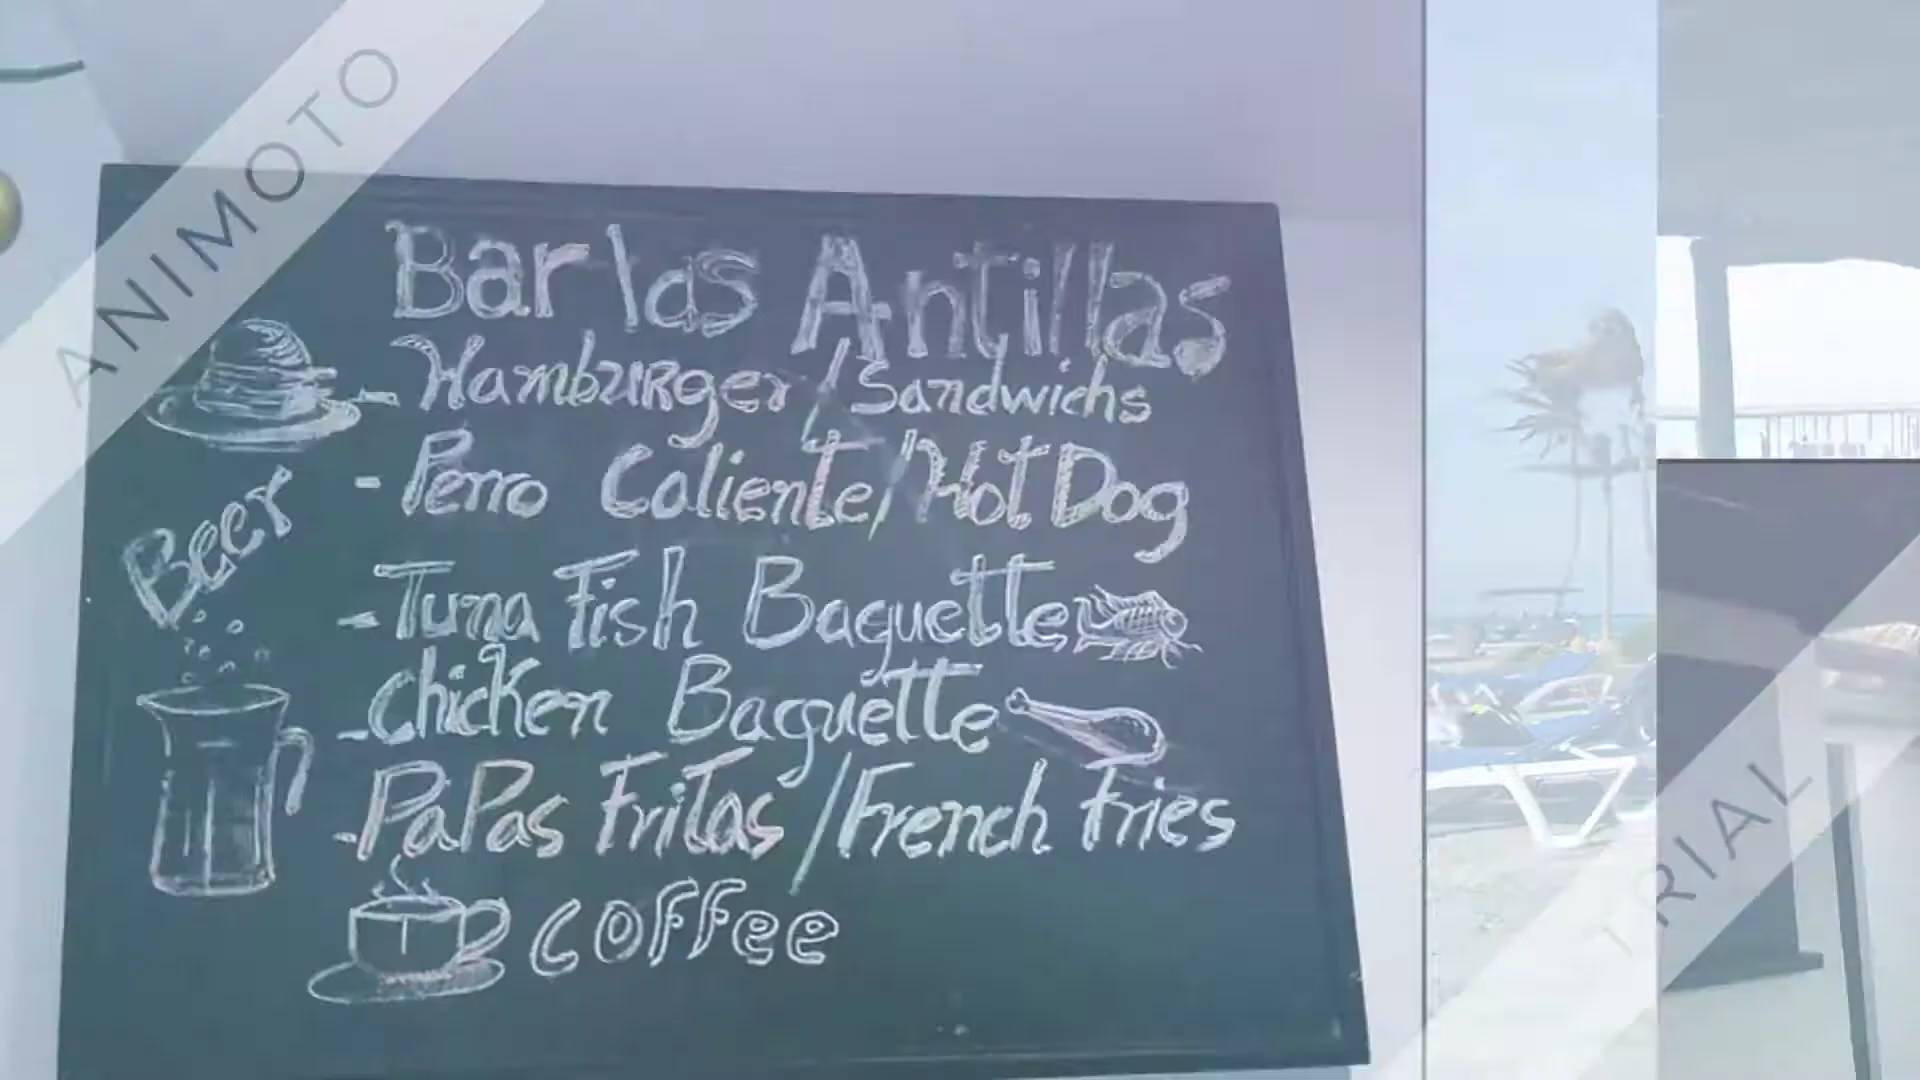 ANIMOTO
Bar las Antillas
- Hamburger / Sandwichs
- Perro Caliente / Hot Dog
Beer
- Tuna Fish Baguette
- Chicken Baguette
- PaPas Fritas / French Fries
coffee
TRIAL